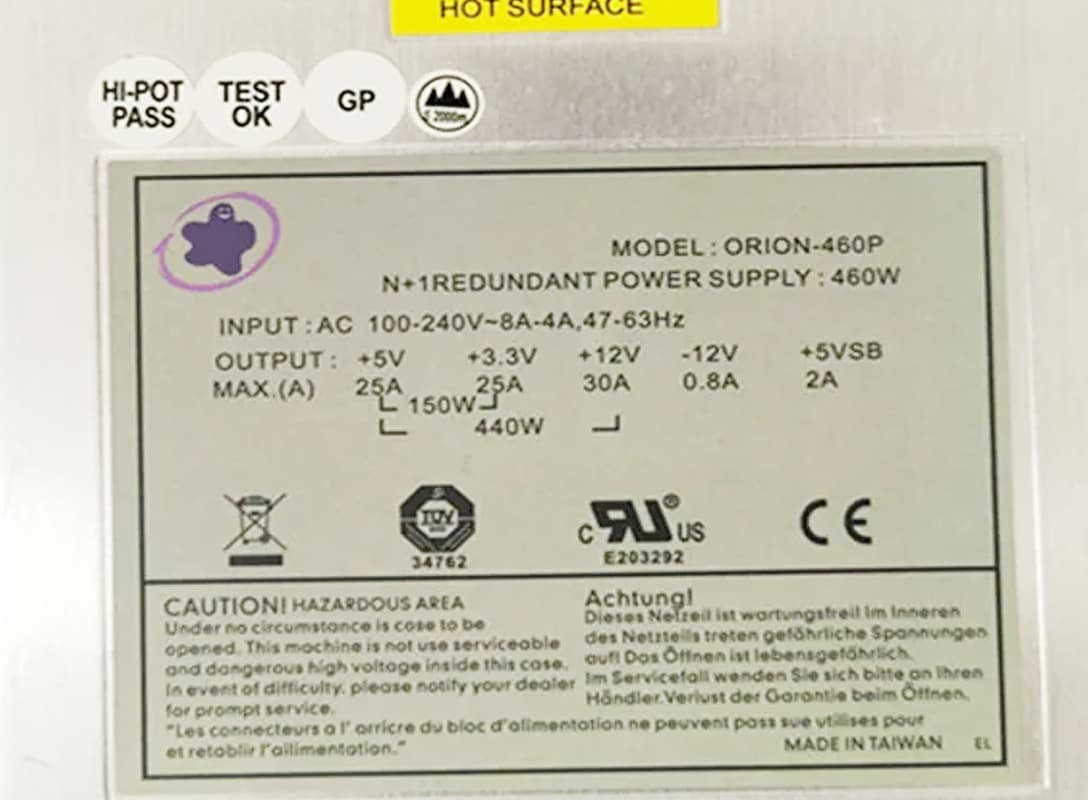 HOT SURFACE
HI-POT PASS
TEST OK
GP
≤ 2000m
MODEL : ORION-460P
N+1REDUNDANT POWER SUPPLY : 460W
INPUT : AC 100-240V~8A-4A,47-63Hz
OUTPUT : +5V +3.3V +12V -12V +5VSB
MAX.(A) 25A 25A 30A 0.8A 2A
150W
440W
TÜV
34762
c RU ® US
E203292
CE
CAUTION! HAZARDOUS AREA
Under no circumstance is cose to be
opened. This machine is not use serviceable
and dangerous high voltage inside this case.
In event of difficulty, please notify your dealer
for prompt service.
Achtung!
Dieses Netzeil ist wartungsfreil Im Inneren
des Netzteils treten gefährliche Spannungen
auf! Das Öffnen ist lebensgefährlich.
Im Servicefall wenden Sie sich bitte an Ihren
Händler.Verlust der Garantie beim Öffnen.
"Les connecteurs a l' arricre du bloc d'alimentation ne peuvent pass sue utilises pour
et retablir l'ailimentation."
MADE IN TAIWAN EL